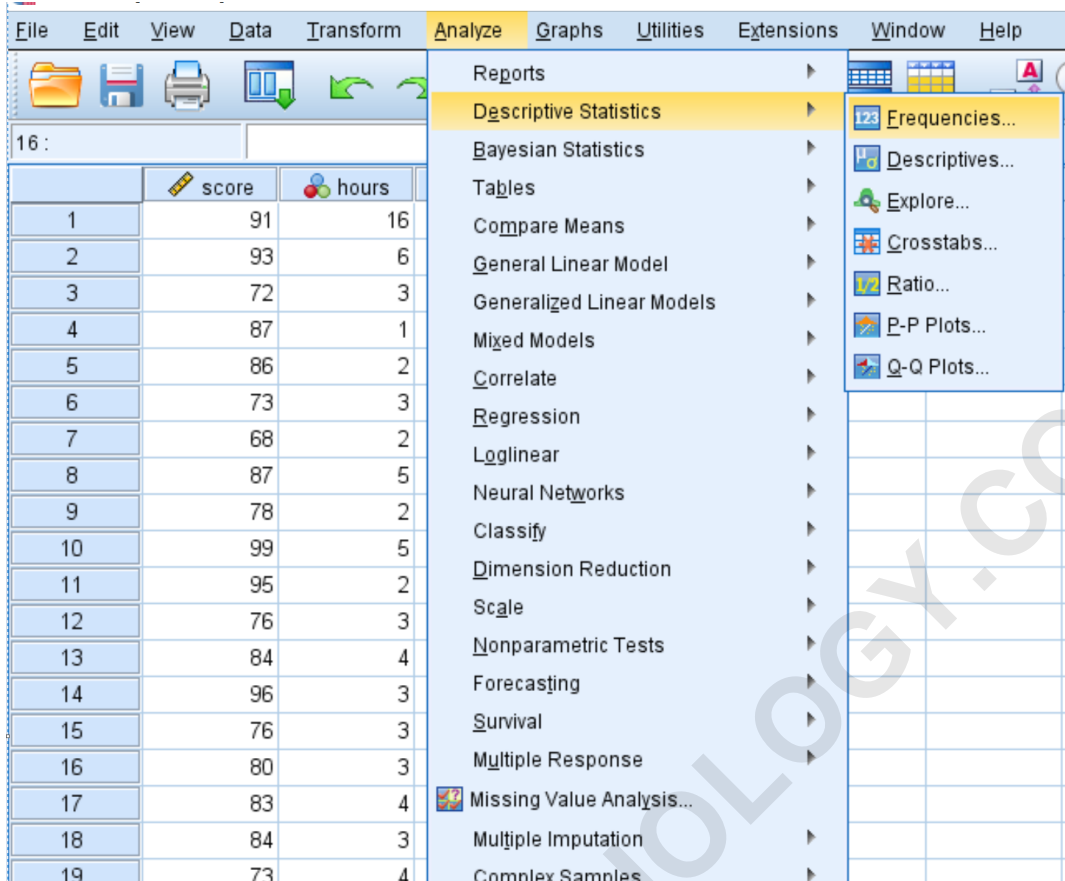 File Edit View Data Transform Analyze Graphs Utilities Extensions Window Help
A
16 :
score hours
1 91 16
2 93 6
3 72 3
4 87 1
5 86 2
6 73 3
7 68 2
8 87 5
9 78 2
10 99 5
11 95 2
12 76 3
13 84 4
14 96 3
15 76 3
16 80 3
17 83 4
18 84 3
19 73 4
Reports
Descriptive Statistics
Bayesian Statistics
Tables
Compare Means
General Linear Model
Generalized Linear Models
Mixed Models
Correlate
Regression
Loglinear
Neural Networks
Classify
Dimension Reduction
Scale
Nonparametric Tests
Forecasting
Survival
Multiple Response
Missing Value Analysis...
Multiple Imputation
Complex Samples
123 Frequencies...
μσ Descriptives...
Explore...
Crosstabs...
1/2 Ratio...
P-P Plots...
Q-Q Plots...
NOLOGY.CO